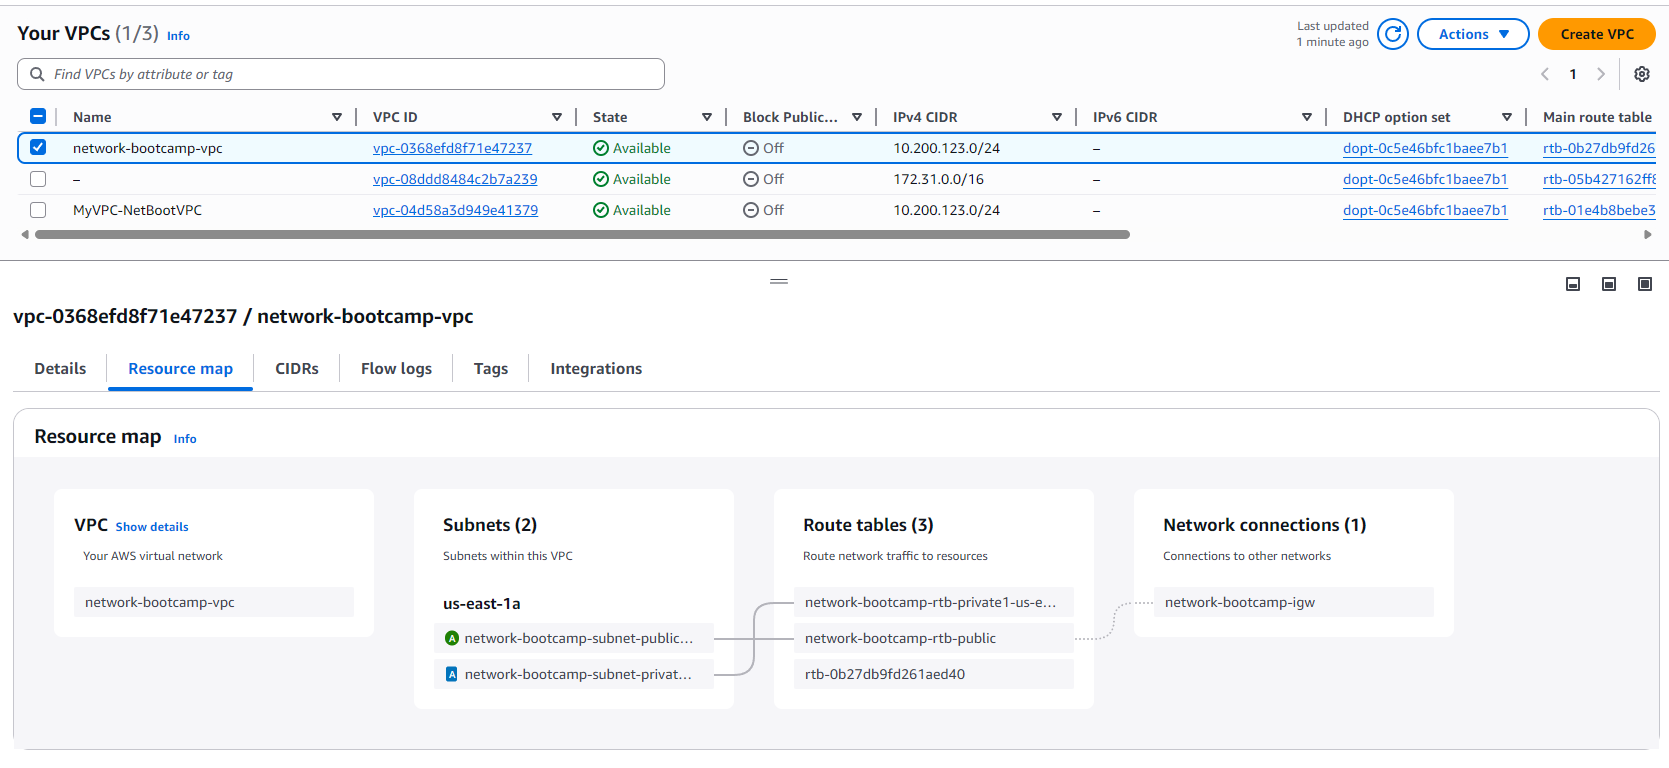 Your VPCs (1/3) Info
Last updated
1 minute ago
Actions
Create VPC
Find VPCs by attribute or tag
1
Name VPC ID State Block Public... IPv4 CIDR IPv6 CIDR DHCP option set Main route table
network-bootcamp-vpc vpc-0368efd8f71e47237 Available Off 10.200.123.0/24 – dopt-0c5e46bfc1baee7b1 rtb-0b27db9fd26
– vpc-08ddd8484c2b7a239 Available Off 172.31.0.0/16 – dopt-0c5e46bfc1baee7b1 rtb-05b427162ff8
MyVPC-NetBootVPC vpc-04d58a3d949e41379 Available Off 10.200.123.0/24 – dopt-0c5e46bfc1baee7b1 rtb-01e4b8bebe3
vpc-0368efd8f71e47237 / network-bootcamp-vpc
Details Resource map CIDRs Flow logs Tags Integrations
Resource map Info
VPC Show details
Your AWS virtual network
network-bootcamp-vpc
Subnets (2)
Subnets within this VPC
us-east-1a
A network-bootcamp-subnet-public...
A network-bootcamp-subnet-privat...
Route tables (3)
Route network traffic to resources
network-bootcamp-rtb-private1-us-e...
network-bootcamp-rtb-public
rtb-0b27db9fd261aed40
Network connections (1)
Connections to other networks
network-bootcamp-igw